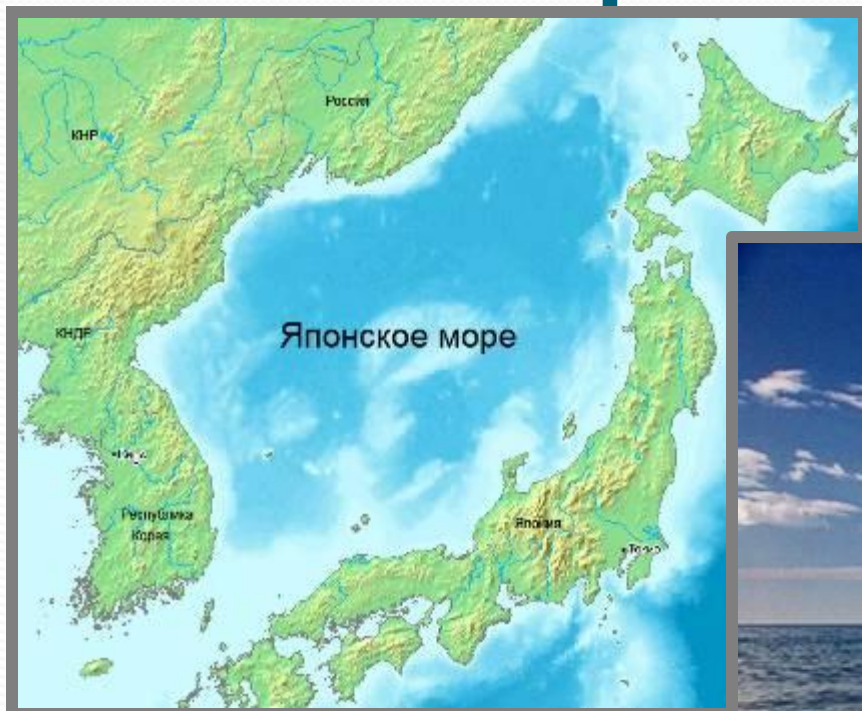 Россия
КНР
Японское море
КНДР
Республика
Корея
Япония
Токио